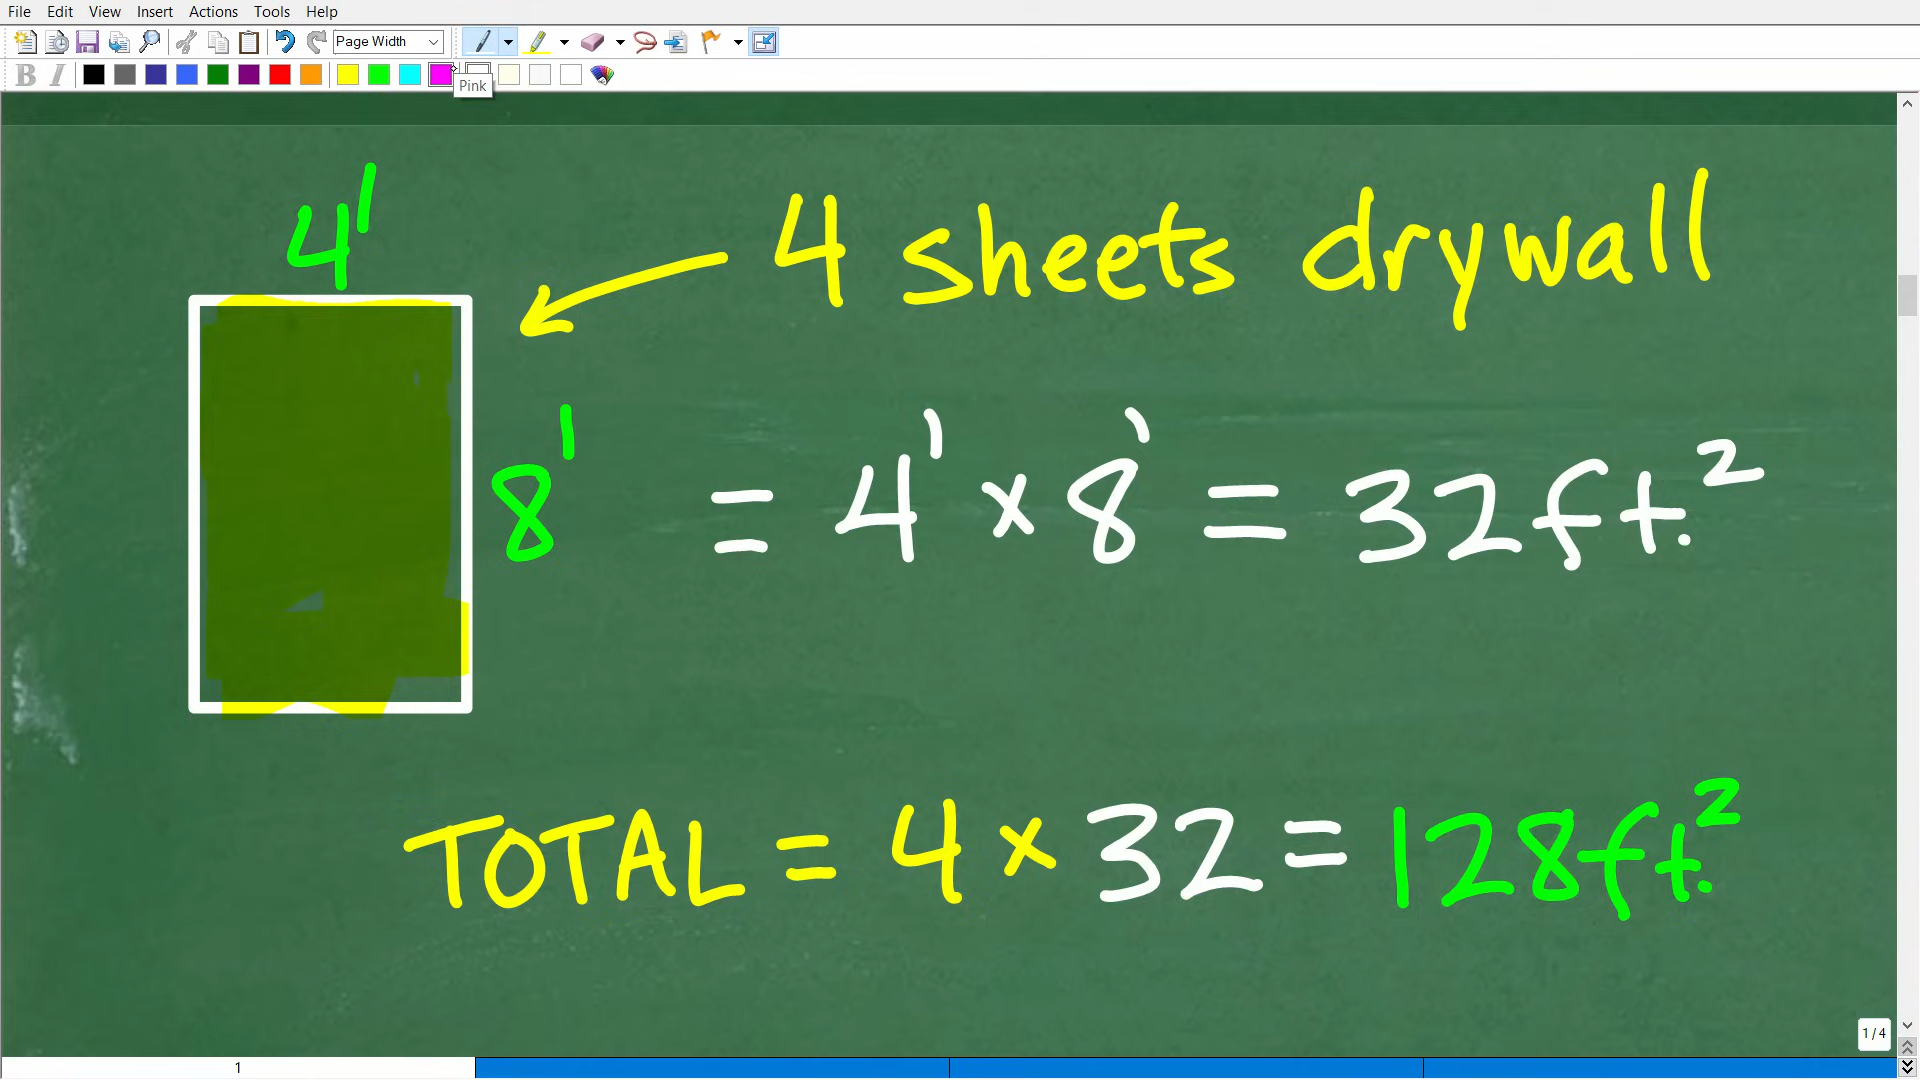 File Edit View Insert Actions Tools Help
Page Width
B I
Pink
4' 4 sheets drywall
8' = 4' × 8' = 32ft.²
TOTAL = 4 × 32 = 128ft.²
1 / 4
1